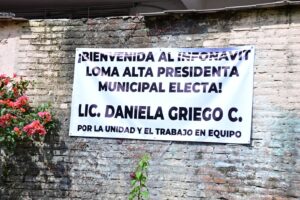 ¡BIENVENIDA AL INFONAVIT
LOMA ALTA PRESIDENTA
MUNICIPAL ELECTA!
LIC. DANIELA GRIEGO C.
POR LA UNIDAD Y EL TRABAJO EN EQUIPO